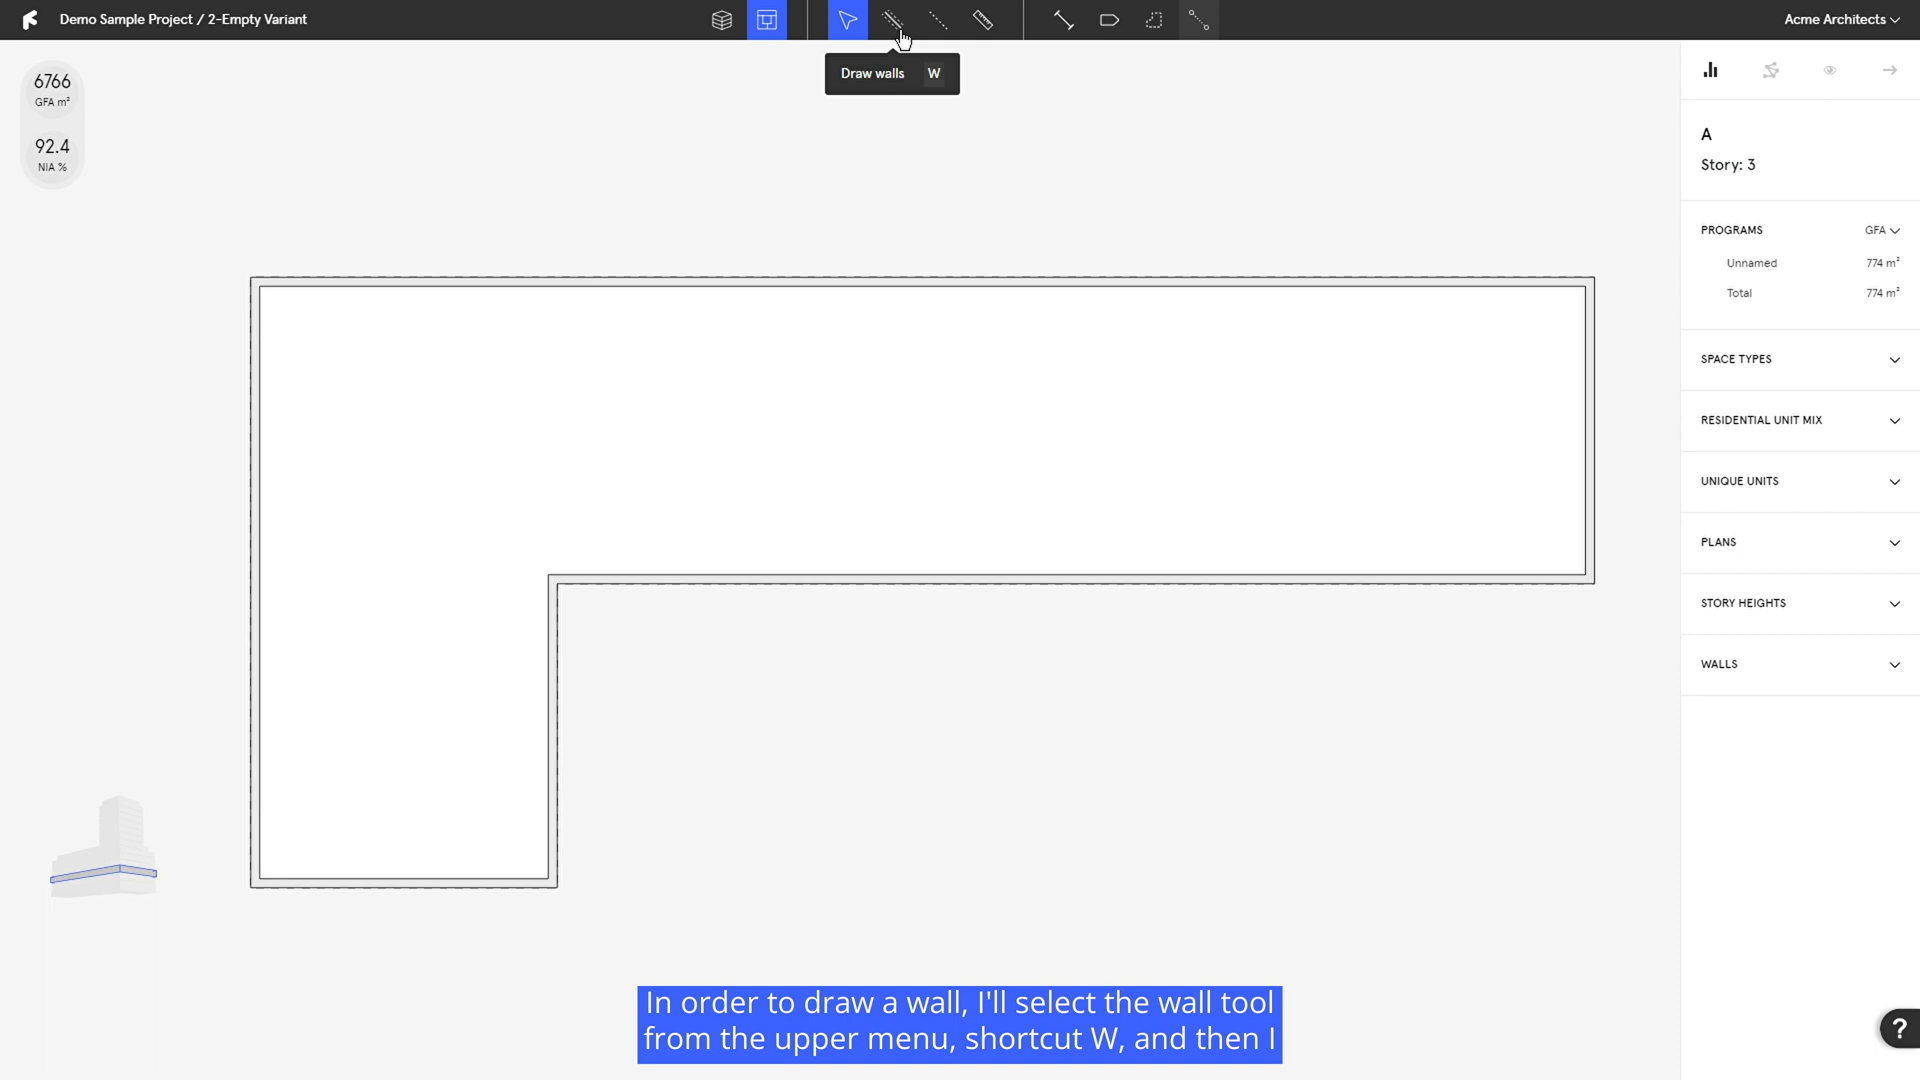 Demo Sample Project / 2-Empty Variant
Acme Architects
Draw walls W
6766
GFA m²
92.4
NIA %
A
Story: 3
PROGRAMS GFA
Unnamed 774 m²
Total 774 m²
SPACE TYPES
RESIDENTIAL UNIT MIX
UNIQUE UNITS
PLANS
STORY HEIGHTS
WALLS
In order to draw a wall, I'll select the wall tool
from the upper menu, shortcut W, and then I
?